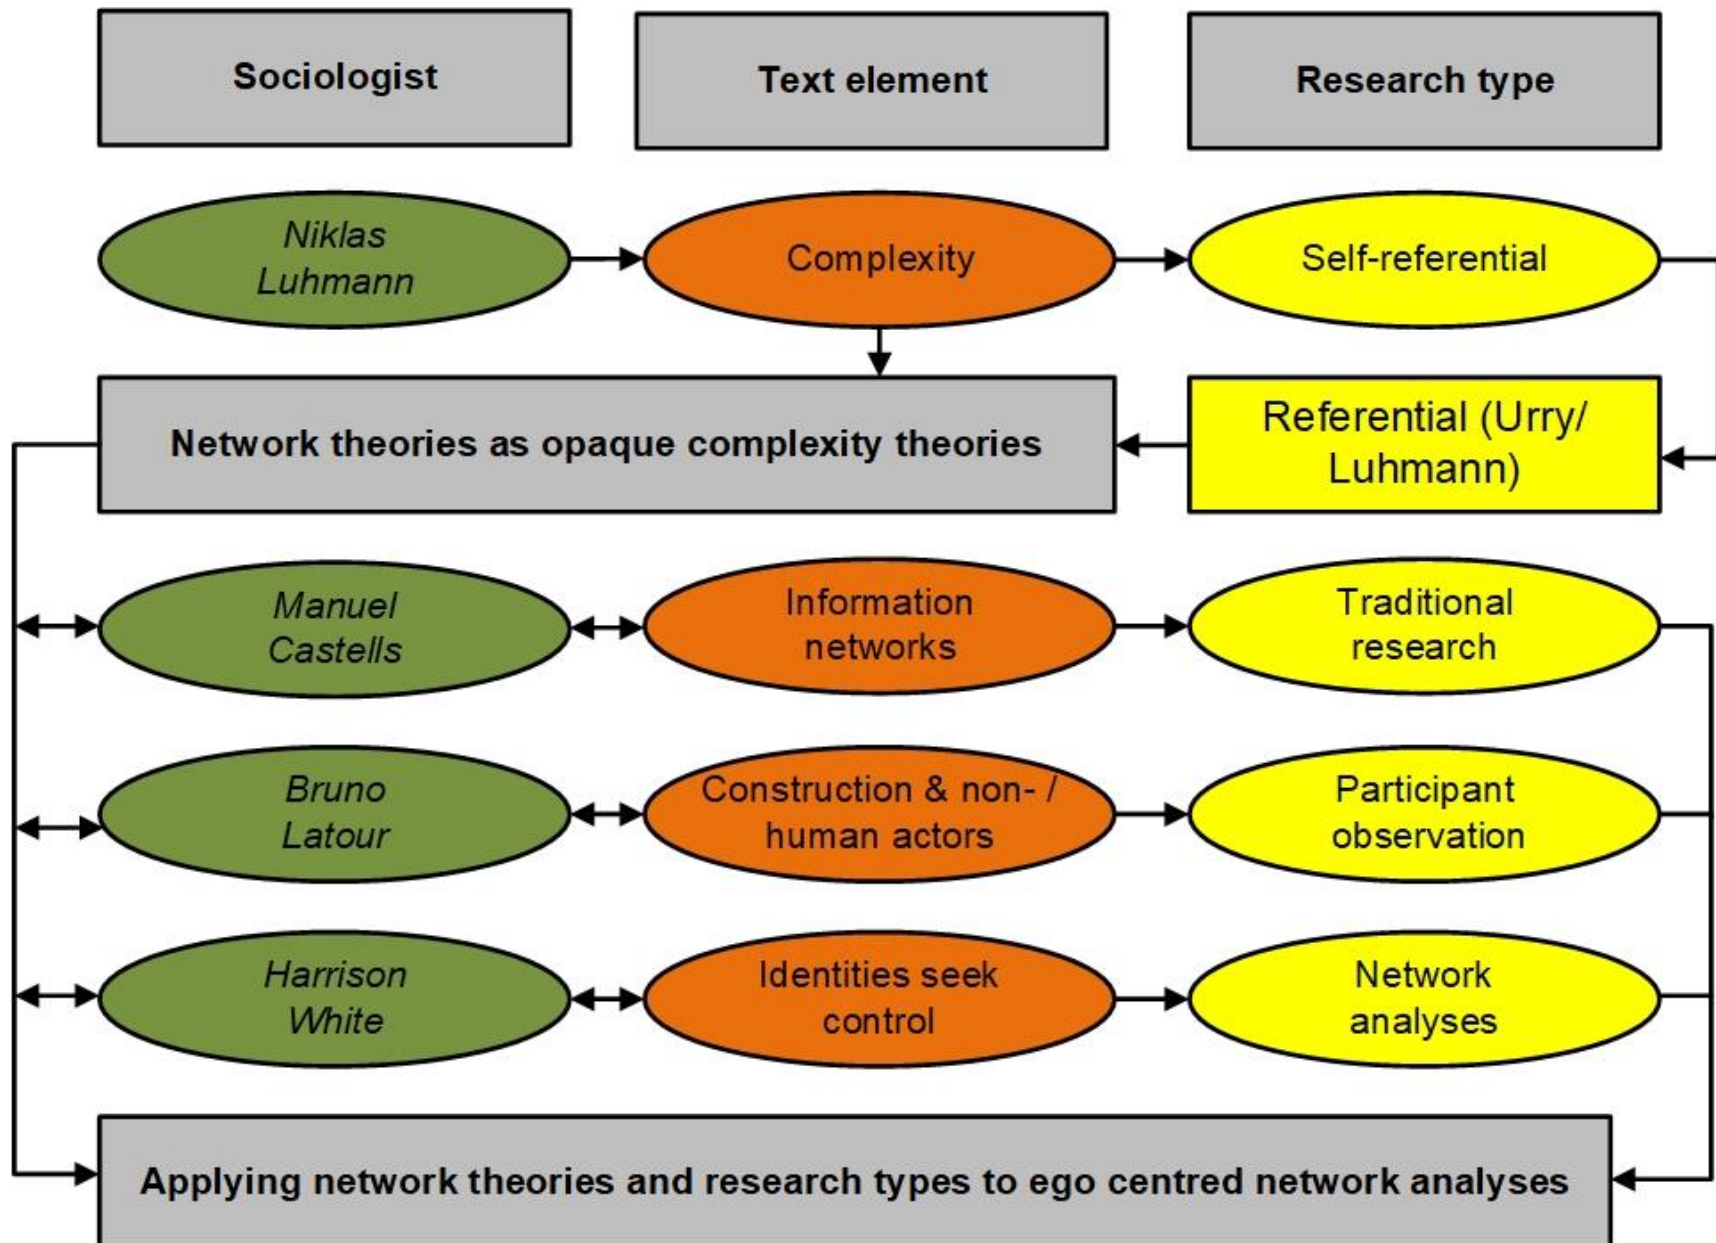 Sociologist
Text element
Research type
Niklas
Luhmann
Complexity
Self-referential
Network theories as opaque complexity theories
Referential (Urry/
Luhmann)
Manuel
Castells
Information
networks
Traditional
research
Bruno
Latour
Construction & non- /
human actors
Participant
observation
Harrison
White
Identities seek
control
Network
analyses
Applying network theories and research types to ego centred network analyses